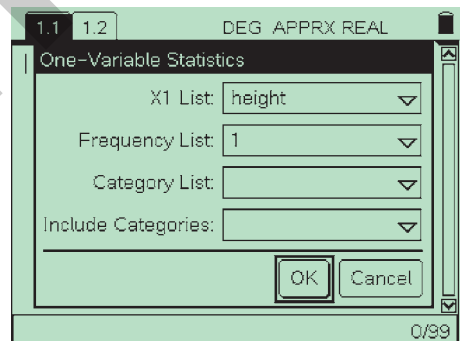 1.1 1.2 DEG APPRX REAL
One-Variable Statistics
X1 List: height
Frequency List: 1
Category List:
Include Categories:
OK Cancel
0/99